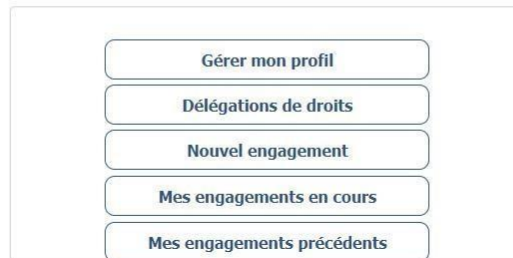 Gérer mon profil
Délégations de droits
Nouvel engagement
Mes engagements en cours
Mes engagements précédents